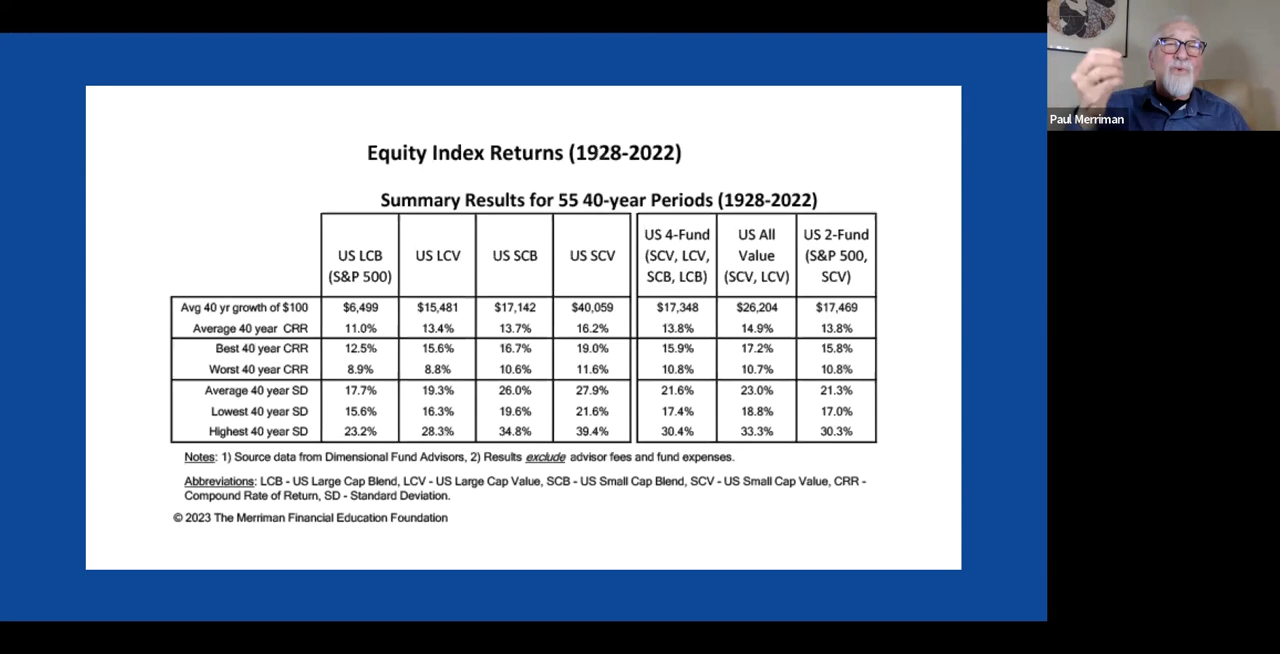 Paul Merriman
Equity Index Returns (1928-2022)
Summary Results for 55 40-year Periods (1928-2022)
US LCB
(S&P 500)
US LCV
US SCB
US SCV
US 4-Fund
(SCV, LCV,
SCB, LCB)
US All
Value
(SCV, LCV)
US 2-Fund
(S&P 500,
SCV)
Avg 40 yr growth of $100 $6,499 $15,481 $17,142 $40,059 $17,348 $26,204 $17,469
Average 40 year CRR 11.0% 13.4% 13.7% 16.2% 13.8% 14.9% 13.8%
Best 40 year CRR 12.5% 15.6% 16.7% 19.0% 15.9% 17.2% 15.8%
Worst 40 year CRR 8.9% 8.8% 10.6% 11.6% 10.8% 10.7% 10.8%
Average 40 year SD 17.7% 19.3% 26.0% 27.9% 21.6% 23.0% 21.3%
Lowest 40 year SD 15.6% 16.3% 19.6% 21.6% 17.4% 18.8% 17.0%
Highest 40 year SD 23.2% 28.3% 34.8% 39.4% 30.4% 33.3% 30.3%
Notes: 1) Source data from Dimensional Fund Advisors, 2) Results exclude advisor fees and fund expenses.
Abbreviations: LCB - US Large Cap Blend, LCV - US Large Cap Value, SCB - US Small Cap Blend, SCV - US Small Cap Value, CRR -
Compound Rate of Return, SD - Standard Deviation.
© 2023 The Merriman Financial Education Foundation